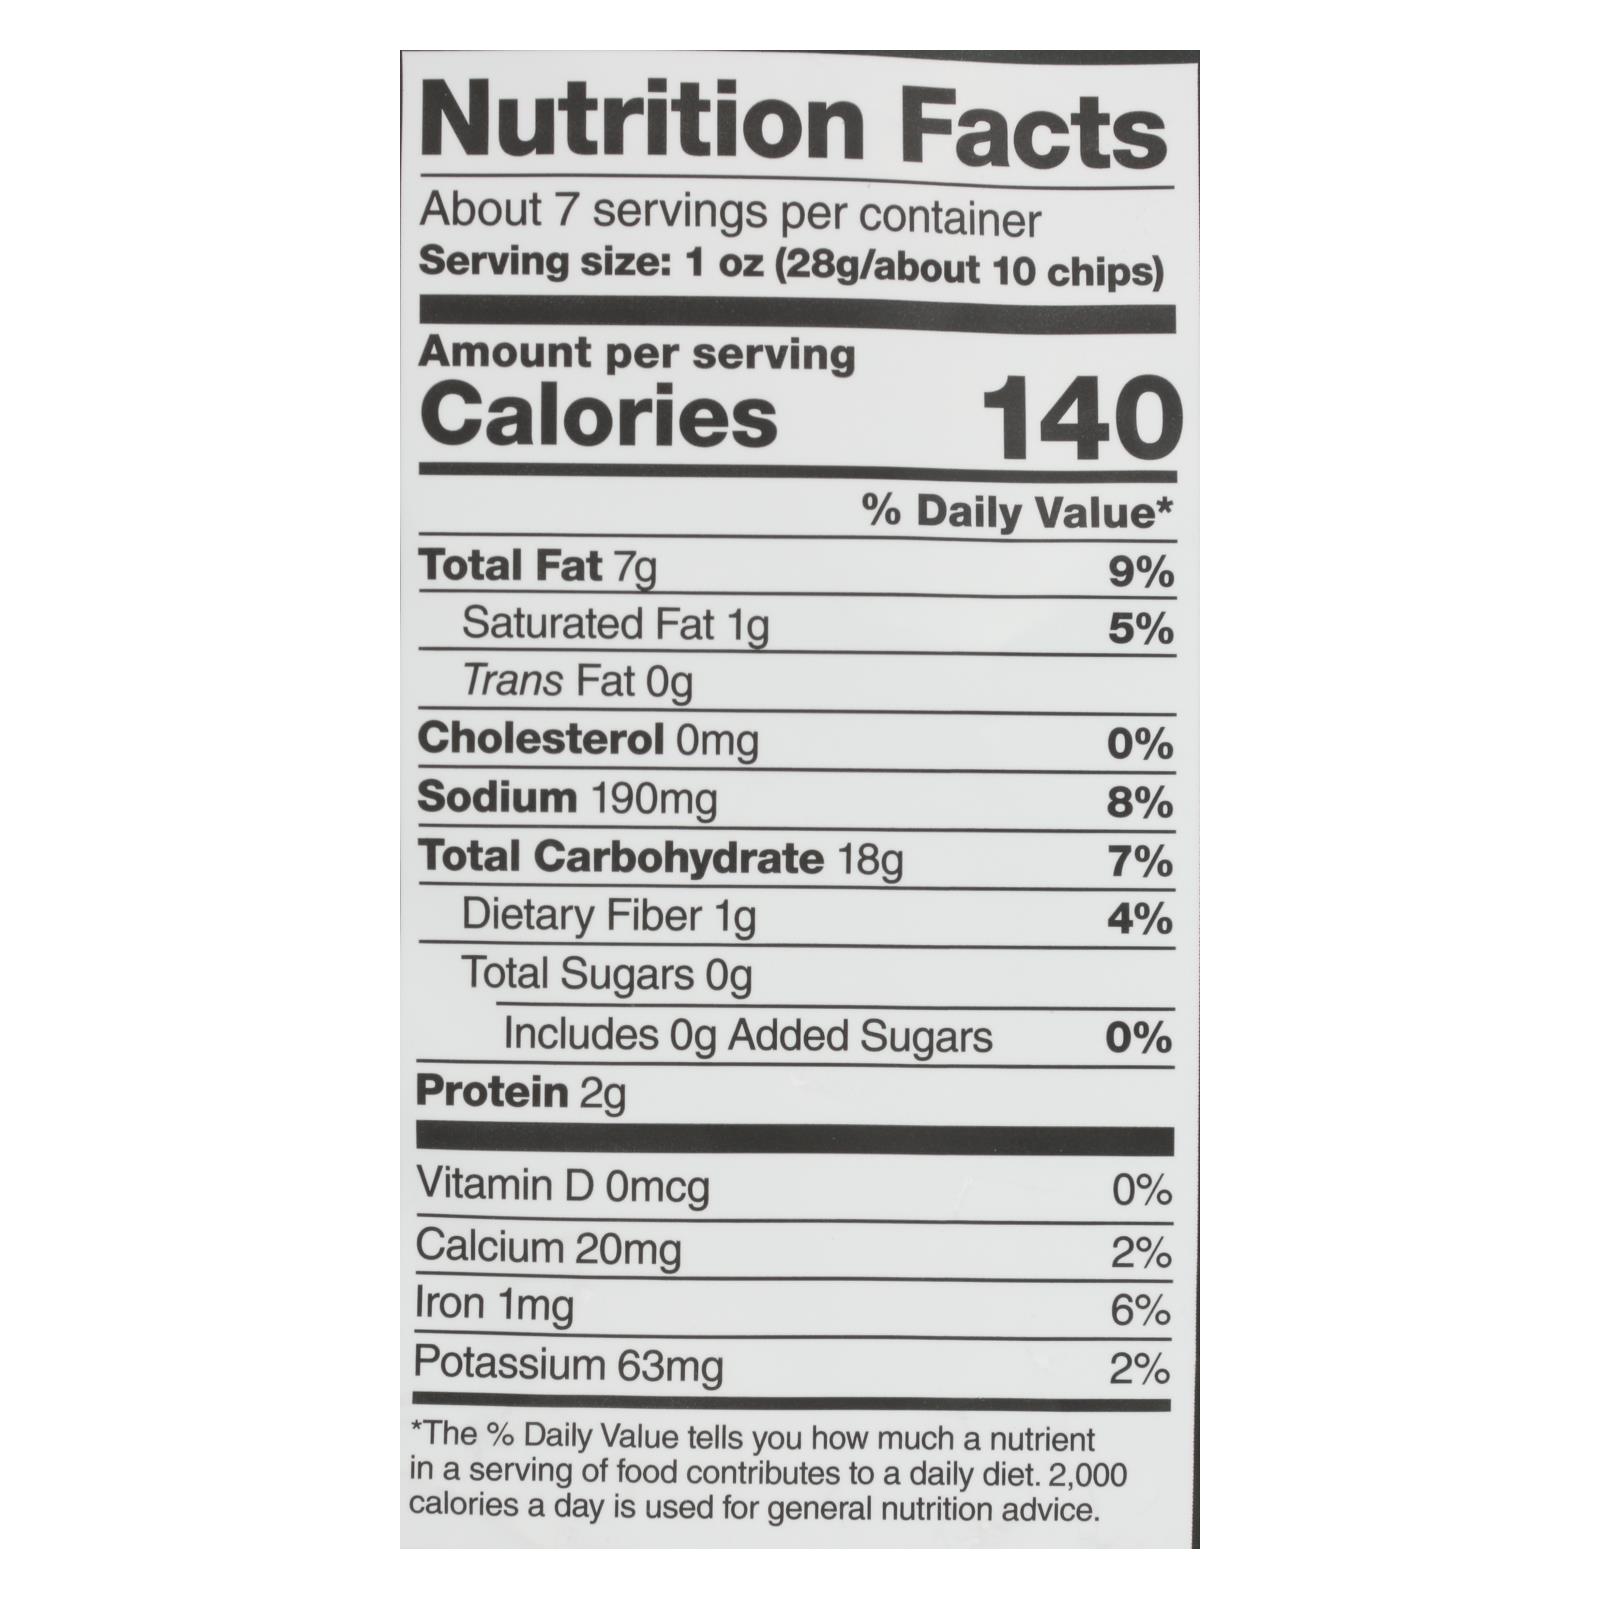 Nutrition Facts
About 7 servings per container
Serving size: 1 oz (28g/about 10 chips)
Amount per serving
Calories 140
% Daily Value*
Total Fat 7g 9%
Saturated Fat 1g 5%
Trans Fat 0g
Cholesterol 0mg 0%
Sodium 190mg 8%
Total Carbohydrate 18g 7%
Dietary Fiber 1g 4%
Total Sugars 0g
Includes 0g Added Sugars 0%
Protein 2g
Vitamin D 0mcg 0%
Calcium 20mg 2%
Iron 1mg 6%
Potassium 63mg 2%
*The % Daily Value tells you how much a nutrient
in a serving of food contributes to a daily diet. 2,000
calories a day is used for general nutrition advice.